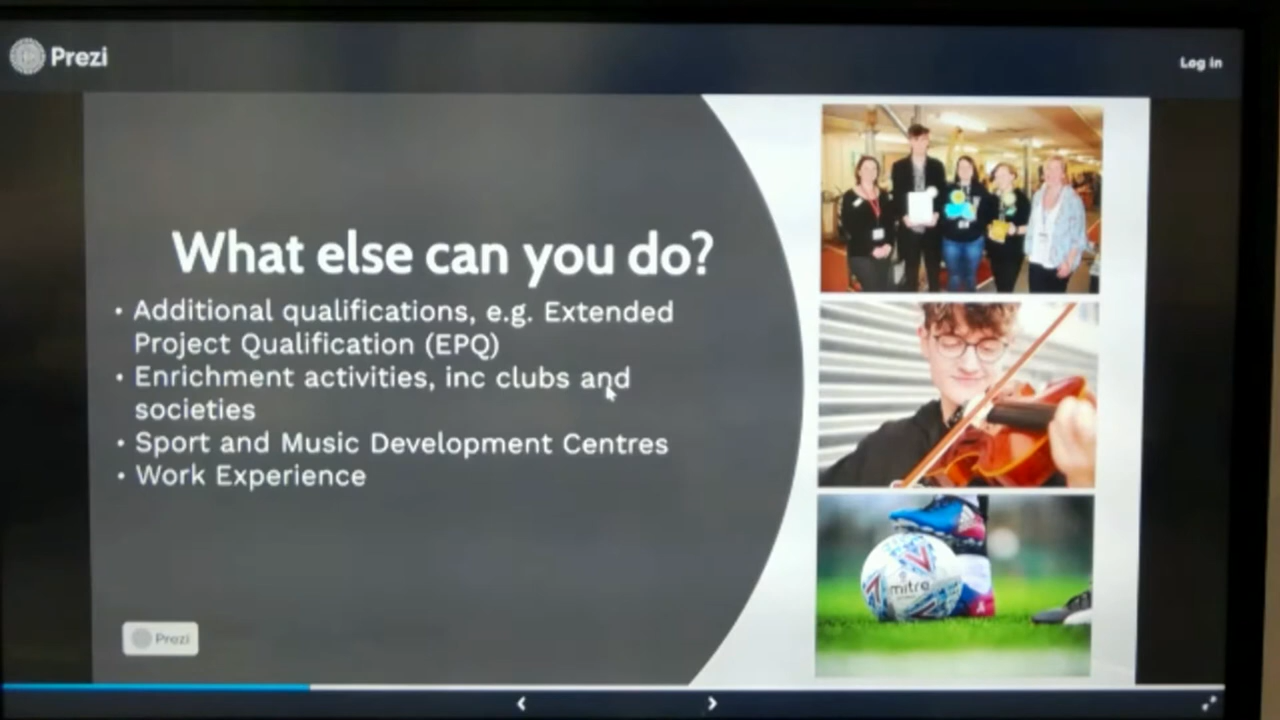 Prezi
Log in
What else can you do?
• Additional qualifications, e.g. Extended
Project Qualification (EPQ)
• Enrichment activities, inc clubs and
societies
• Sport and Music Development Centres
• Work Experience
mitre
Prezi